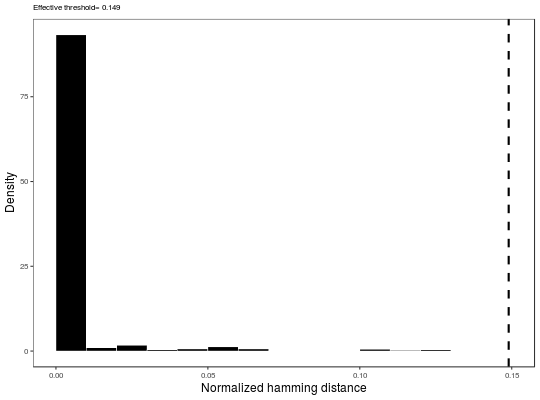 Effective threshold= 0.149
75
50
25
0
Density
0.00
0.05
0.10
0.15
Normalized hamming distance